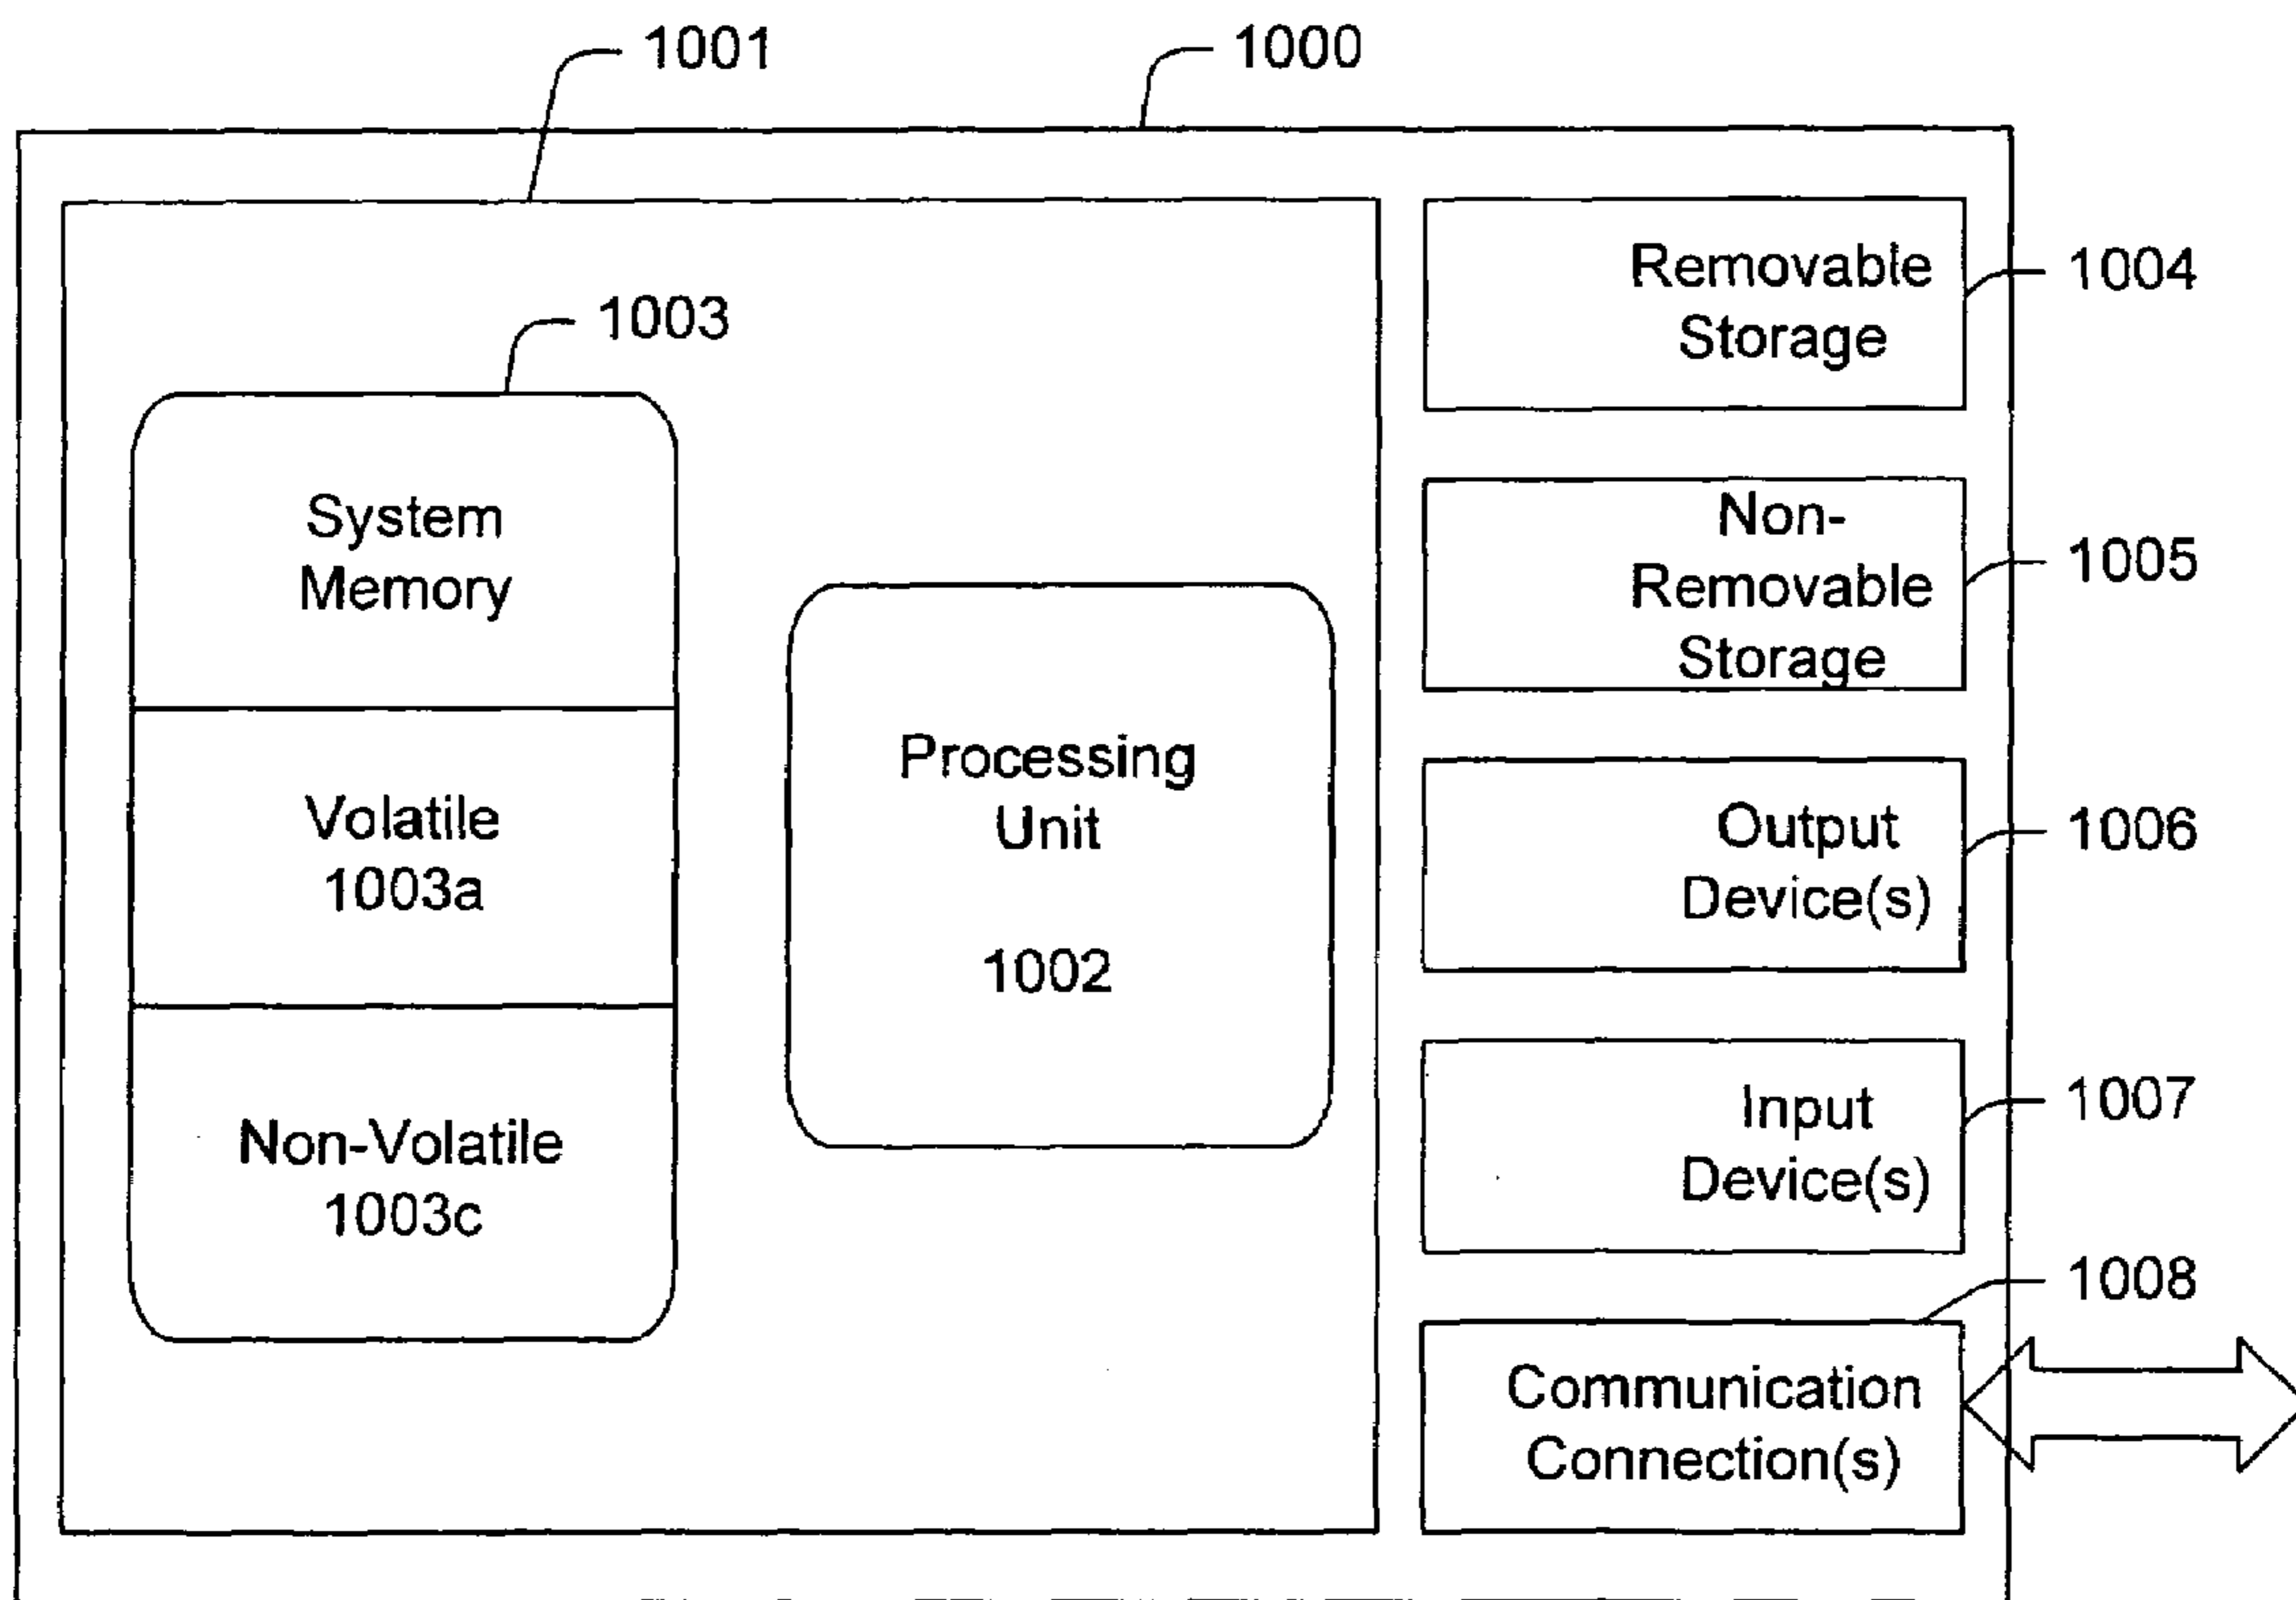 1001
1000
1003
System
Memory
Volatile
1003a
Non-Volatile
1003c
Processing
Unit
1002
Removable
Storage
1004
Non-
Removable
Storage
1005
Output
Device(s)
1006
Input
Device(s)
1007
1008
Communication
Connection(s)